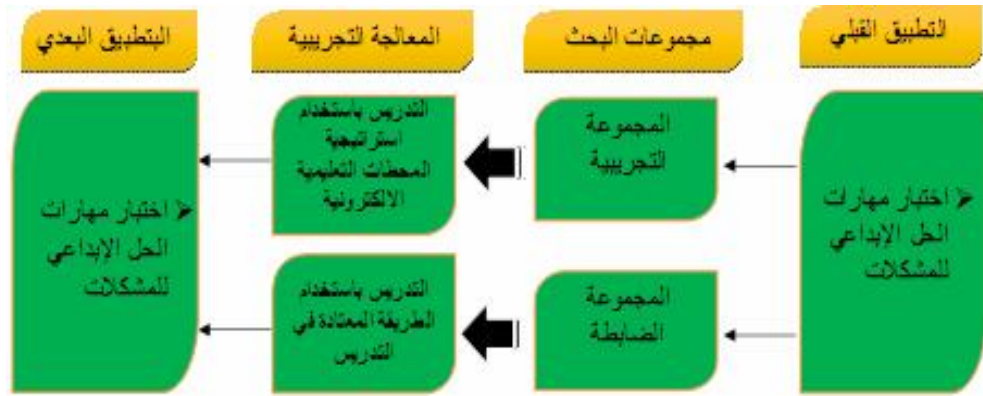 التطبيق القبلي
مجموعات البحث
المعالجة التجريبية
التطبيق البعدي
اختبار مهارات
الحل الإبداعي
للمشكلات
المجموعة
التجريبية
التدريس باستخدام
استراتيجية
المحطات التعليمية
الالكترونية
المجموعة
الضابطة
التدريس باستخدام
الطريقة المعتادة في
التدريس
اختبار مهارات
الحل الإبداعي
للمشكلات